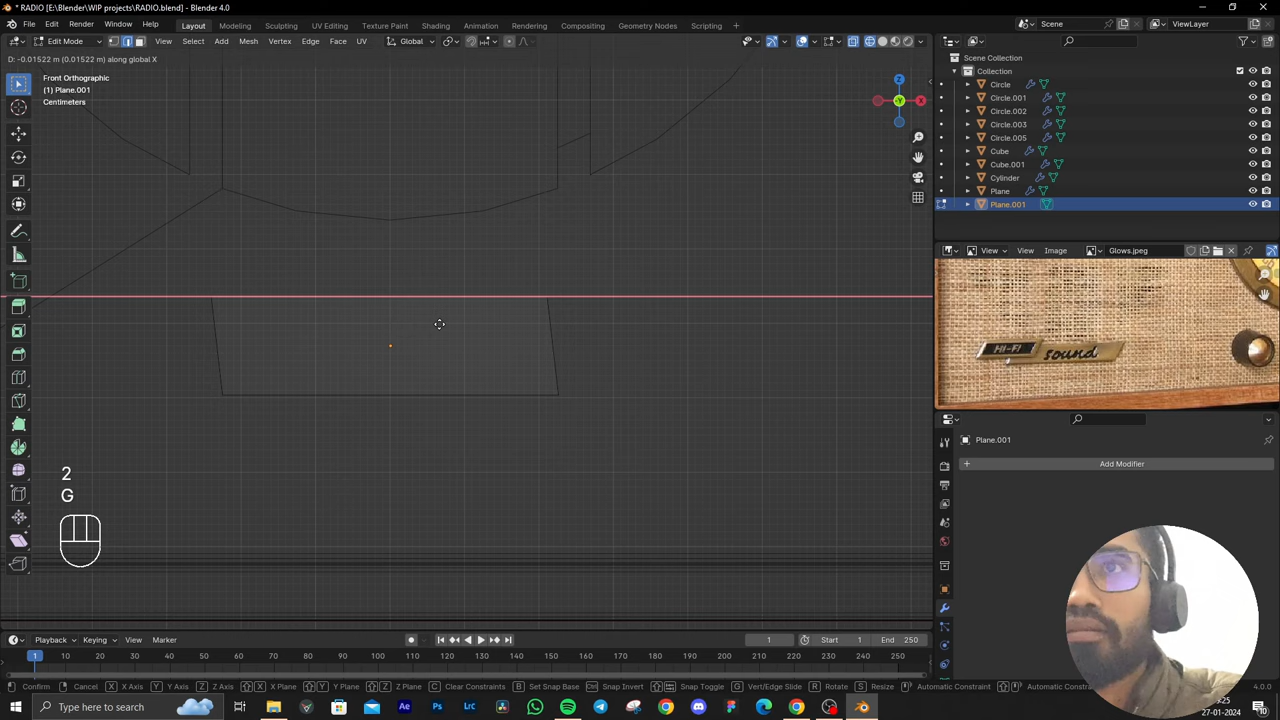 * RADIO [E:\Blender\WIP projects\RADIO.blend] - Blender 4.0
File Edit Render Window Help Layout Modeling Sculpting UV Editing Texture Paint Shading Animation Rendering Compositing Geometry Nodes Scripting Scene ViewLayer
Edit Mode View Select Add Mesh Vertex Edge Face UV Global
D: -0.01522 m (0.01522 m) along global X
Front Orthographic
(1) Plane.001
Centimeters
Scene Collection
Collection
Circle
Circle.001
Circle.002
Circle.003
Circle.005
Cube
Cube.001
Cylinder
Plane
Plane.001
View View Image Glows.jpeg
HI-FI sound
Plane.001
Add Modifier
2
G
Playback Keying View Marker 1 Start 1 End 250
1 10 20 30 40 50 60 70 80 90 100 110 120 130 140 150 160 170 180 190 200 210 220 230 240 250
Confirm Cancel X X Axis Y Y Axis Z Z Axis X X Plane Y Y Plane Z Z Plane C Clear Constraints B Set Snap Base Ctrl Snap Invert Snap Toggle G Vert/Edge Slide R Rotate S Resize Automatic Constraint Automatic Constra 4.0.0
Type here to search
27-01-2024